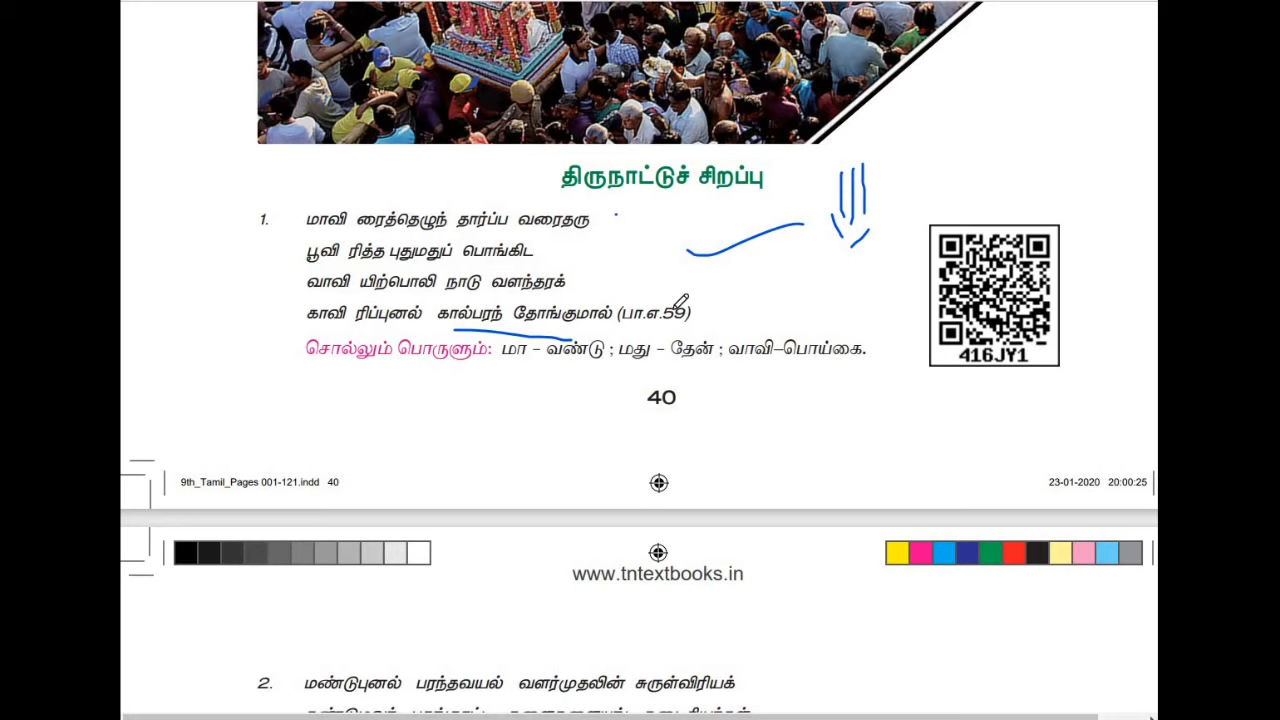 திருநாட்டுச் சிறப்பு
1. மாவி ரைத்தெழுந் தார்ப்ப வரைதரு
பூவி ரித்த புதுமதுப் பொங்கிட
வாவி யிற்பொலி நாடு வளந்தரக்
காவி ரிப்புனல் கால்பரந் தோங்குமால் (பா.எ.59)
சொல்லும் பொருளும்: மா - வண்டு ; மது - தேன் ; வாவி–பொய்கை.
416JY1
40
9th_Tamil_Pages 001-121.indd 40
23-01-2020 20:00:25
www.tntextbooks.in
2. மண்டுபுனல் பரந்தவயல் வளர்முதலின் சுருள்விரியக்